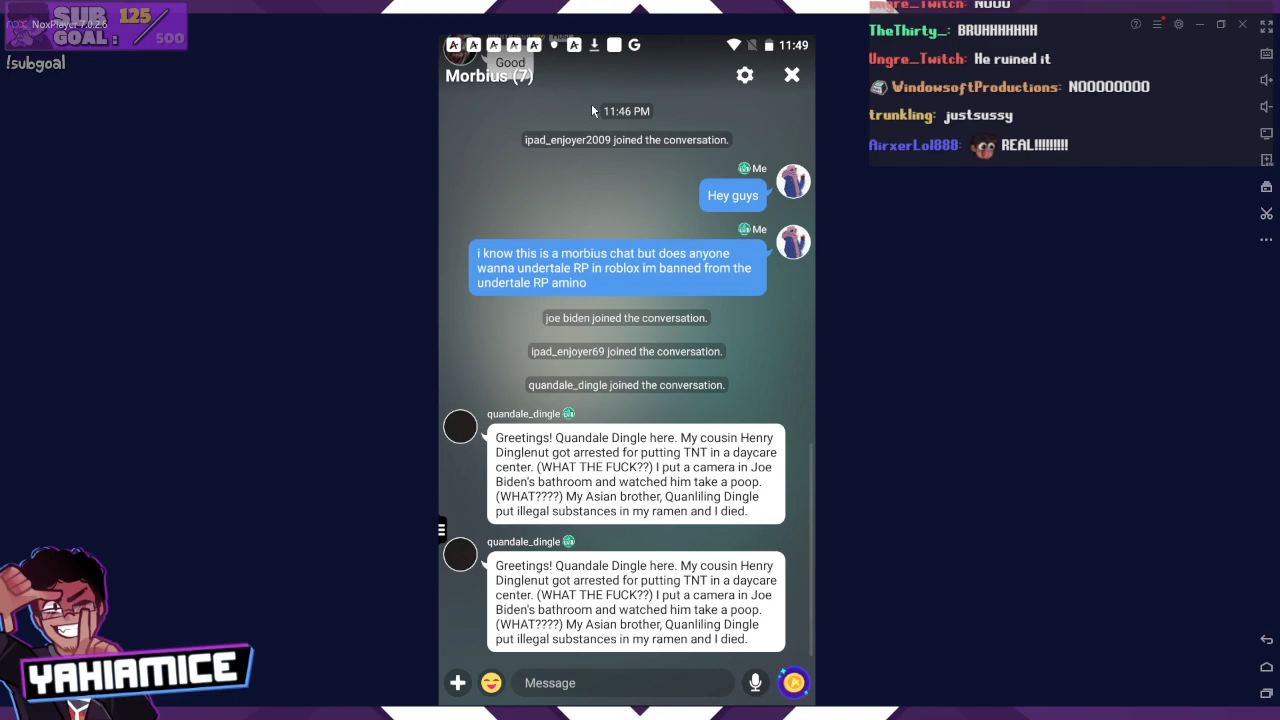 NoxPlayer 7.0.2.6
SUB GOAL :
125 / 500
!subgoal
11:49
Good
Morbius (7)
11:46 PM
ipad_enjoyer2009 joined the conversation.
Me
Hey guys
Me
i know this is a morbius chat but does anyone
wanna undertale RP in roblox im banned from the
undertale RP amino
joe biden joined the conversation.
ipad_enjoyer69 joined the conversation.
quandale_dingle joined the conversation.
quandale_dingle
Greetings! Quandale Dingle here. My cousin Henry
Dinglenut got arrested for putting TNT in a daycare
center. (WHAT THE FUCK??) I put a camera in Joe
Biden's bathroom and watched him take a poop.
(WHAT????) My Asian brother, Quanliling Dingle
put illegal substances in my ramen and I died.
quandale_dingle
Greetings! Quandale Dingle here. My cousin Henry
Dinglenut got arrested for putting TNT in a daycare
center. (WHAT THE FUCK??) I put a camera in Joe
Biden's bathroom and watched him take a poop.
(WHAT????) My Asian brother, Quanliling Dingle
put illegal substances in my ramen and I died.
Message
Ungre_Twitch: NOOO
TheThirty_: BRUHHHHHHH
Ungre_Twitch: He ruined it
WindowsoftProductions: NOOOOOOOO
trunkling: justsussy
AirxerLol888: REAL!!!!!!!!!
YAHIAMICE